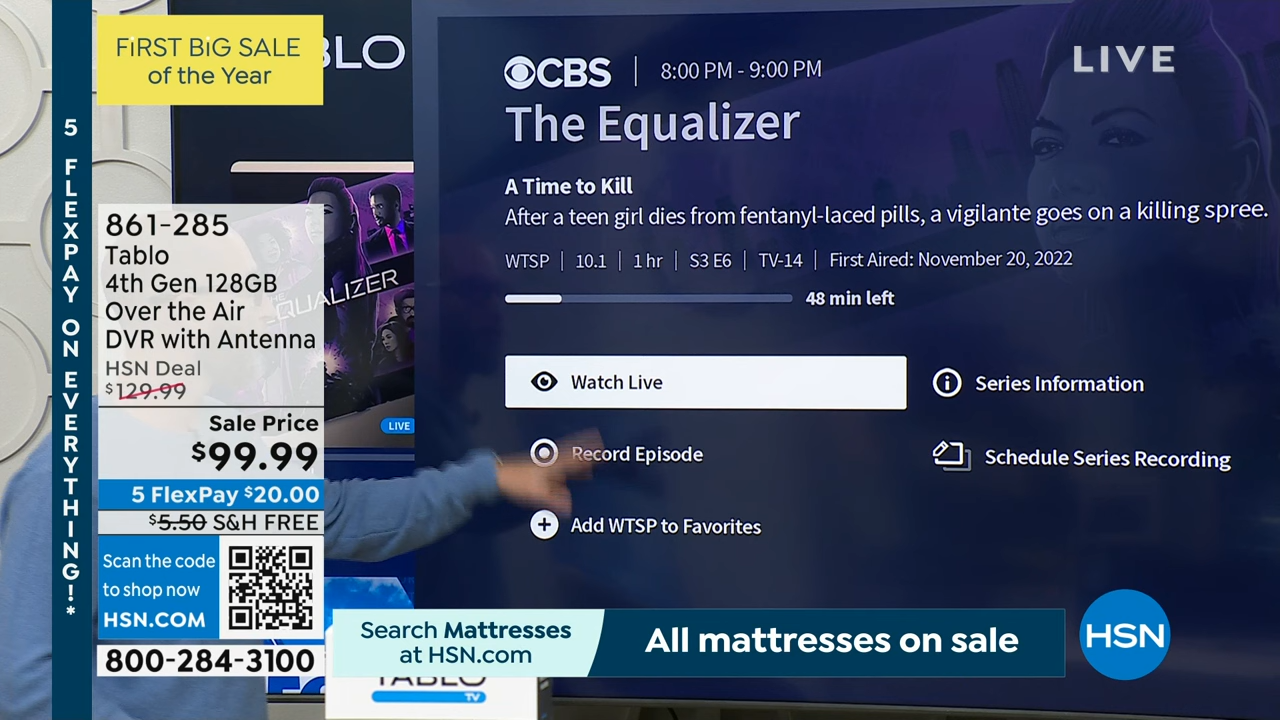 FiRST BiG SALE
of the Year
5 FLEXPAY ON EVERYTHING!*
861-285
Tablo
4th Gen 128GB
Over the Air
DVR with Antenna
HSN Deal
$129.99
Sale Price
$99.99
5 FlexPay $20.00
$5.50 S&H FREE
Scan the code
to shop now
HSN.COM
800-284-3100
BLO
EQUALIZER
LIVE
CBS | 8:00 PM - 9:00 PM
LIVE
The Equalizer
A Time to Kill
After a teen girl dies from fentanyl-laced pills, a vigilante goes on a killing spree.
WTSP | 10.1 | 1 hr | S3 E6 | TV-14 | First Aired: November 20, 2022
48 min left
Watch Live
Series Information
Record Episode
Schedule Series Recording
Add WTSP to Favorites
Search Mattresses
at HSN.com
All mattresses on sale
HSN
TABLO
TV